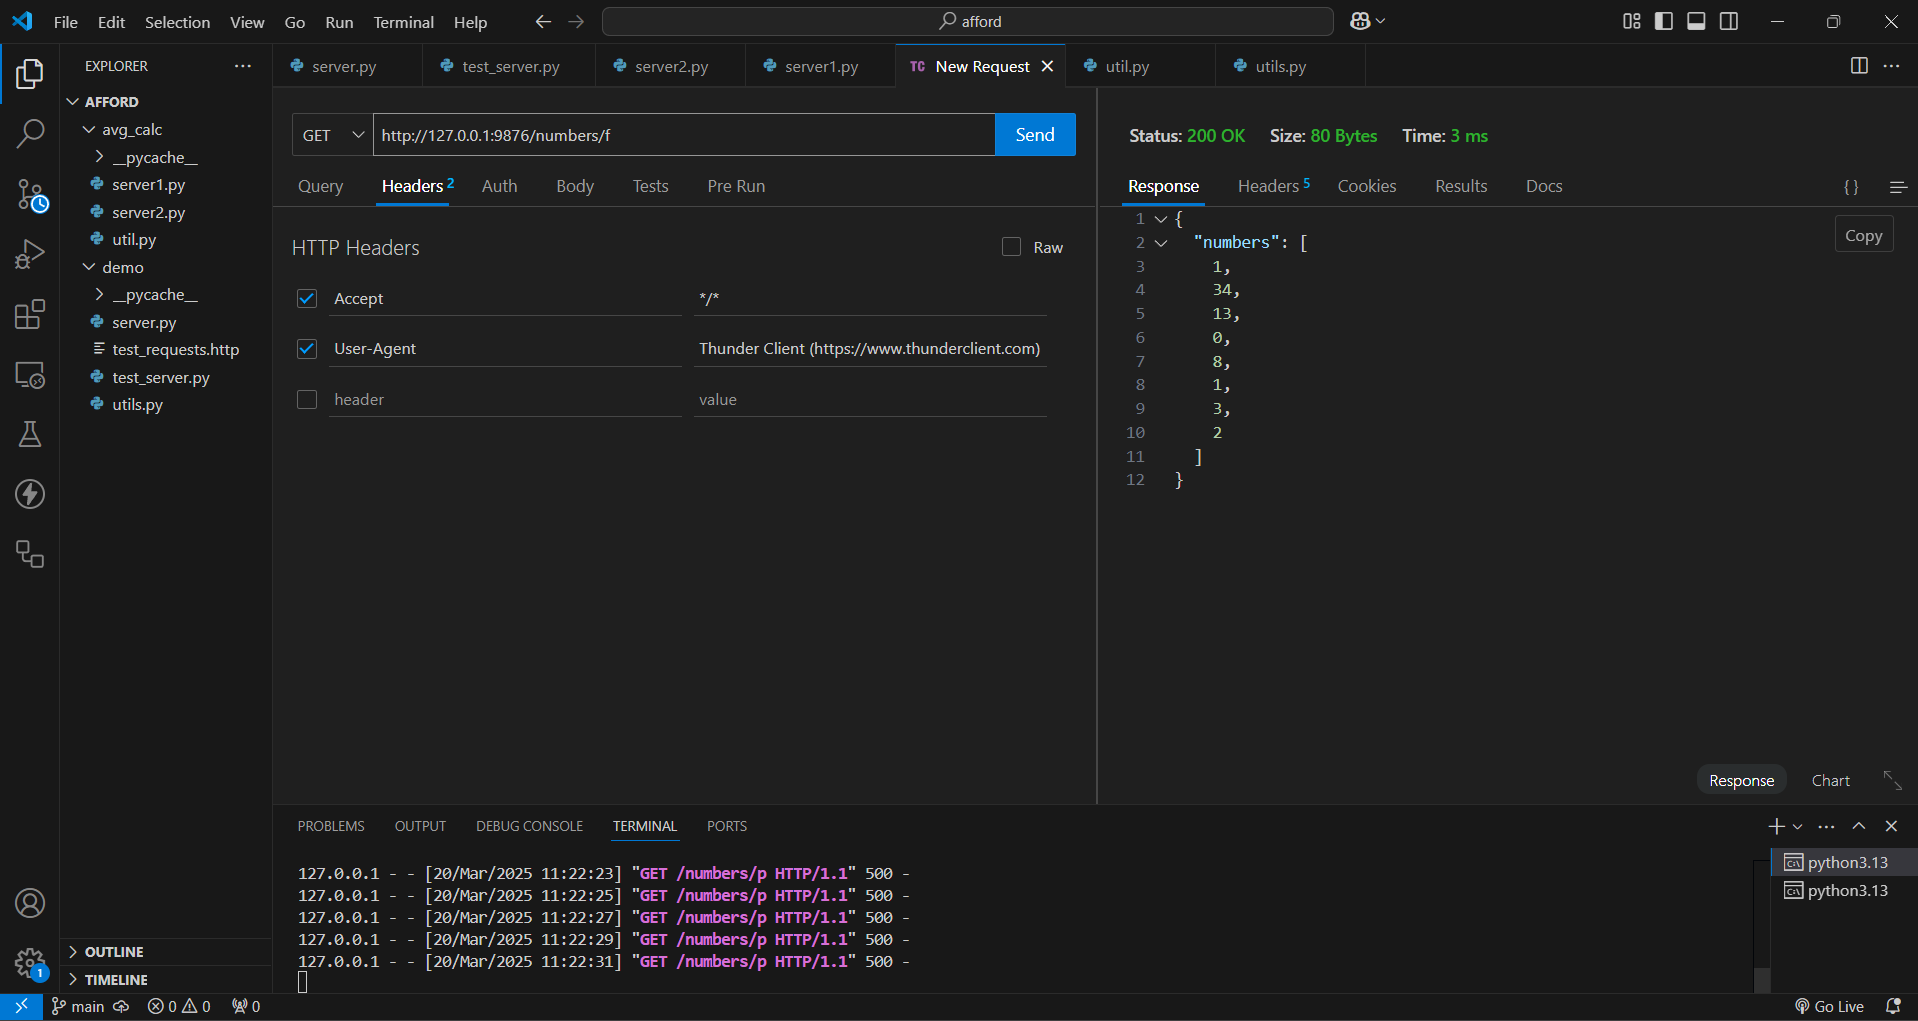 File Edit Selection View Go Run Terminal Help
afford
EXPLORER
AFFORD
avg_calc
__pycache__
server1.py
server2.py
util.py
demo
__pycache__
server.py
test_requests.http
test_server.py
utils.py
OUTLINE
TIMELINE
server.py test_server.py server2.py server1.py TC New Request util.py utils.py
GET http://127.0.0.1:9876/numbers/f Send
Query Headers 2 Auth Body Tests Pre Run
HTTP Headers Raw
Accept */*
User-Agent Thunder Client (https://www.thunderclient.com)
header value
Status: 200 OK Size: 80 Bytes Time: 3 ms
Response Headers 5 Cookies Results Docs { }
Copy
1 {
2 "numbers": [
3 1,
4 34,
5 13,
6 0,
7 8,
8 1,
9 3,
10 2
11 ]
12 }
Response Chart
PROBLEMS OUTPUT DEBUG CONSOLE TERMINAL PORTS
127.0.0.1 - - [20/Mar/2025 11:22:23] "GET /numbers/p HTTP/1.1" 500 -
127.0.0.1 - - [20/Mar/2025 11:22:25] "GET /numbers/p HTTP/1.1" 500 -
127.0.0.1 - - [20/Mar/2025 11:22:27] "GET /numbers/p HTTP/1.1" 500 -
127.0.0.1 - - [20/Mar/2025 11:22:29] "GET /numbers/p HTTP/1.1" 500 -
127.0.0.1 - - [20/Mar/2025 11:22:31] "GET /numbers/p HTTP/1.1" 500 -
python3.13
python3.13
1
main 0 0 0 Go Live